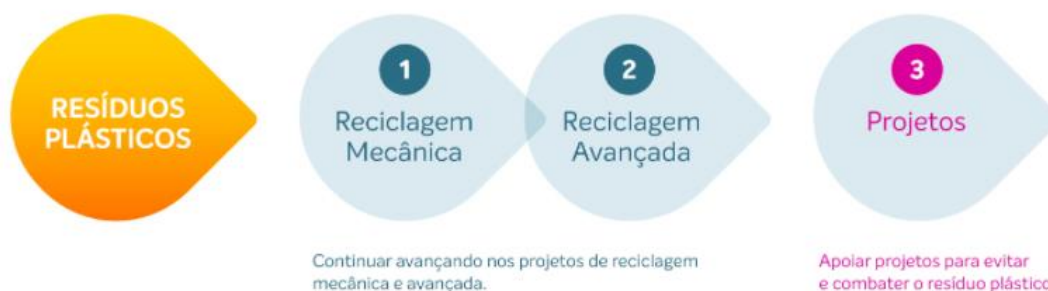 RESÍDUOS
PLÁSTICOS
1
Reciclagem
Mecânica
2
Reciclagem
Avançada
3
Projetos
Continuar avançando nos projetos de reciclagem
mecânica e avançada.
Apoiar projetos para evitar
e combater o resíduo plástico